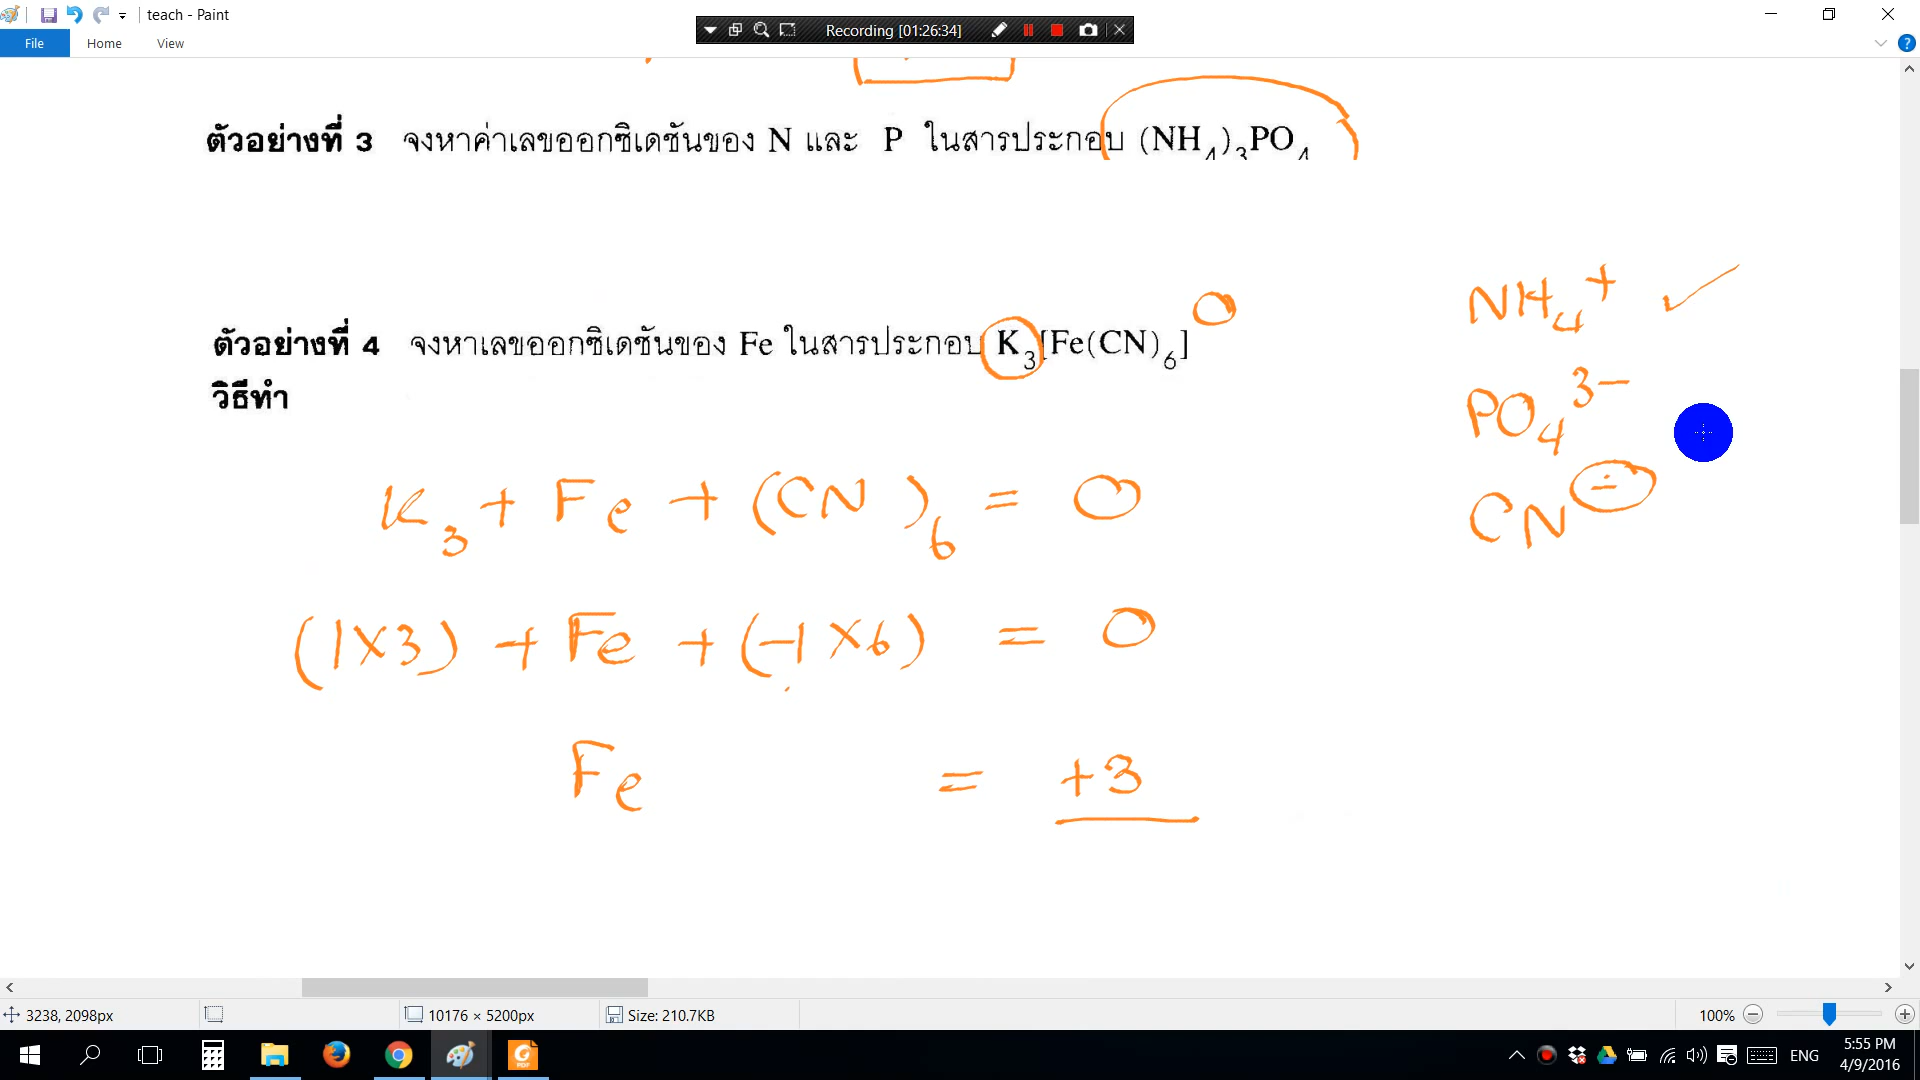 teach - Paint
Recording [01:26:34]
File Home View
ตัวอย่างที่ 3 จงหาค่าเลขออกซิเดชันของ N และ P ในสารประกอบ (NH4)3PO4
ตัวอย่างที่ 4 จงหาเลขออกซิเดชันของ Fe ในสารประกอบ K3[Fe(CN)6] O
วิธีทำ
NH4+ ✓
PO4 3-
CN -
K3 + Fe + (CN)6 = 0
(1x3) + Fe + (-1x6) = 0
Fe = +3
3238, 2098px 10176 × 5200px Size: 210.7KB 100%
ENG
5:55 PM
4/9/2016